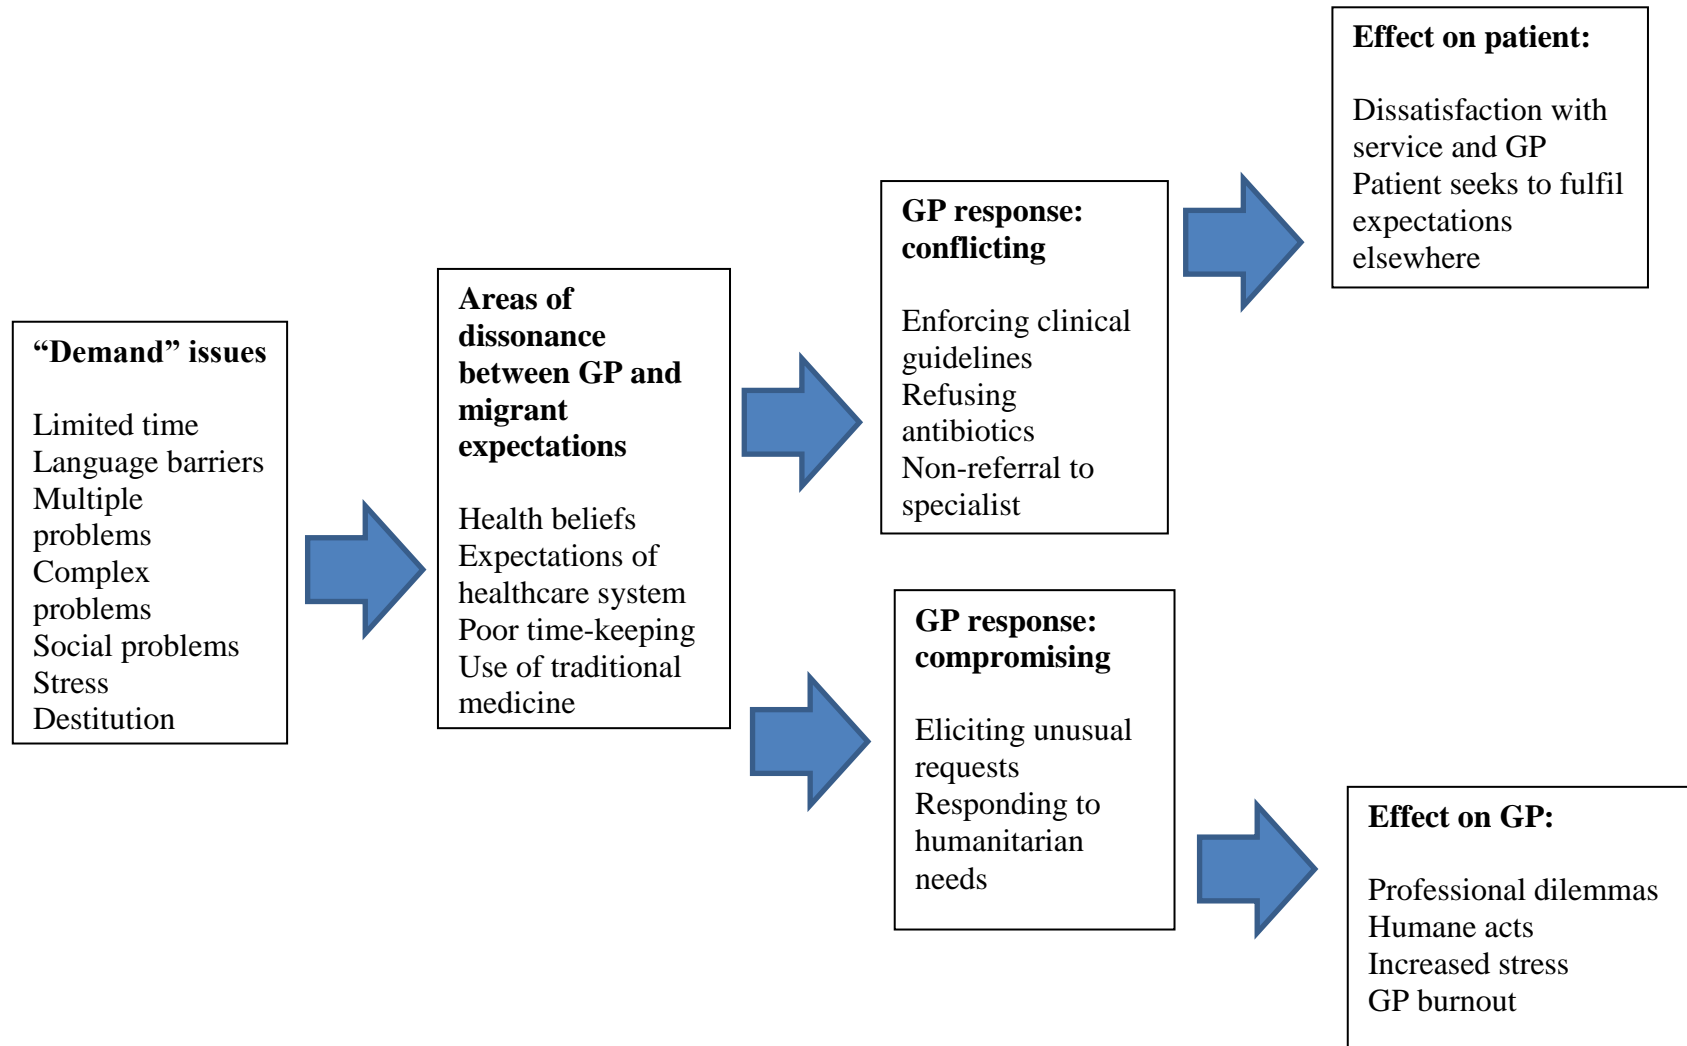 “Demand” issues
Limited time
Language barriers
Multiple
problems
Complex
problems
Social problems
Stress
Destitution
Areas of
dissonance
between GP and
migrant
expectations
Health beliefs
Expectations of
healthcare system
Poor time-keeping
Use of traditional
medicine
GP response:
conflicting
Enforcing clinical
guidelines
Refusing
antibiotics
Non-referral to
specialist
Effect on patient:
Dissatisfaction with
service and GP
Patient seeks to fulfil
expectations
elsewhere
GP response:
compromising
Eliciting unusual
requests
Responding to
humanitarian
needs
Effect on GP:
Professional dilemmas
Humane acts
Increased stress
GP burnout